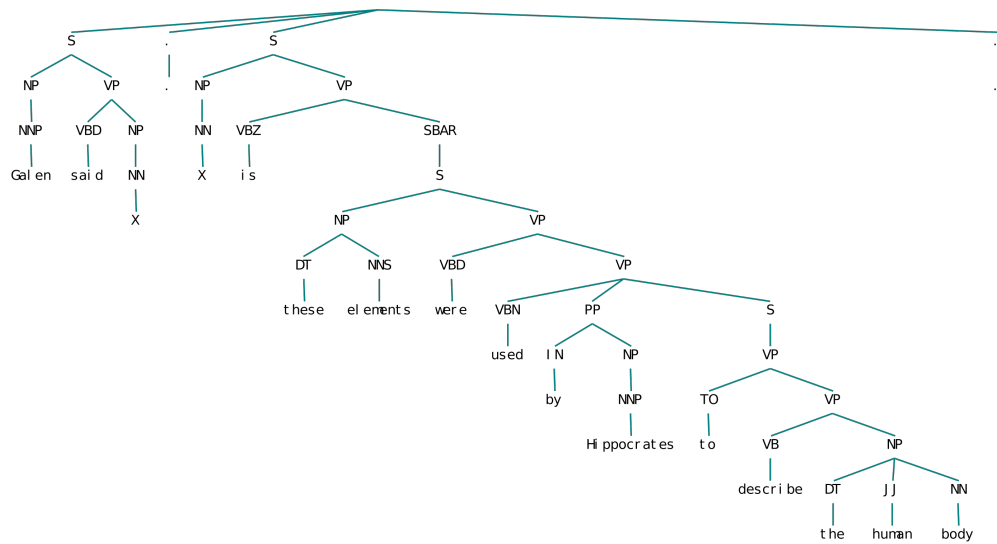 S . S .
NP VP . NP VP .
NNP VBD NP NN VBZ SBAR
Galen said NN X is S
X NP VP
DT NNS VBD VP
these elements were VBN PP S
used IN NP VP
by NNP TO VP
Hippocrates to VB NP
describe DT JJ NN
the human body